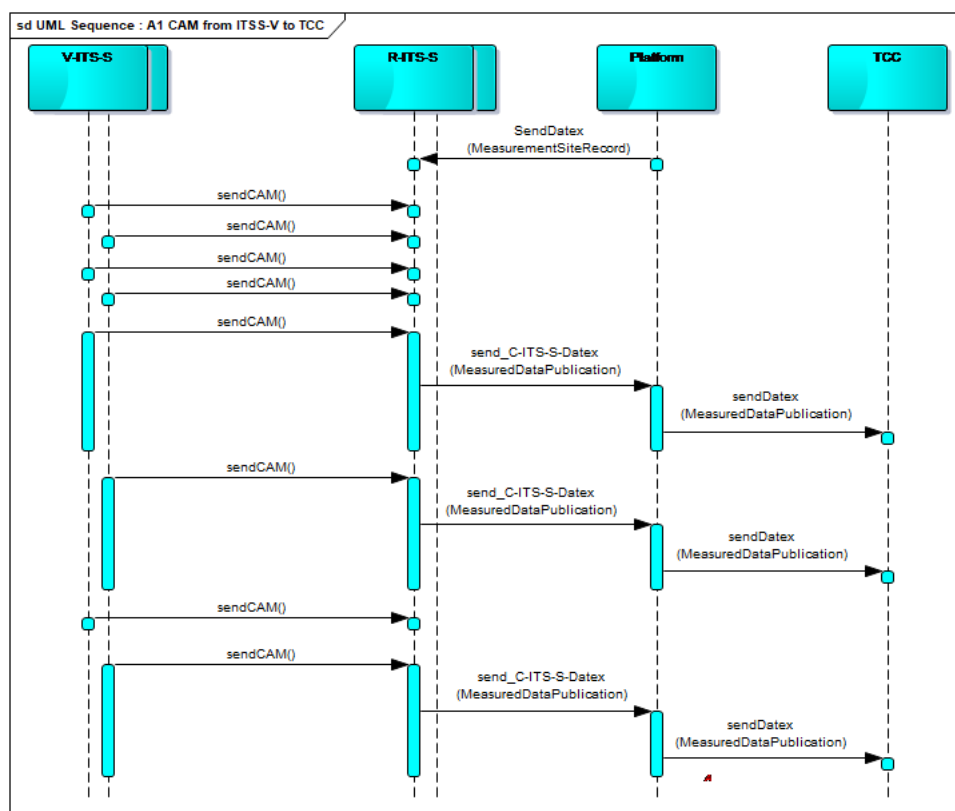 sd UML Sequence : A1 CAM from ITSS-V to TCC
V-ITS-S
R-ITS-S
Platform
TCC
SendDatex
(MeasurementSiteRecord)
sendCAM()
sendCAM()
sendCAM()
sendCAM()
sendCAM()
send_C-ITS-S-Datex
(MeasuredDataPublication)
sendDatex
(MeasuredDataPublication)
sendCAM()
send_C-ITS-S-Datex
(MeasuredDataPublication)
sendDatex
(MeasuredDataPublication)
sendCAM()
sendCAM()
send_C-ITS-S-Datex
(MeasuredDataPublication)
sendDatex
(MeasuredDataPublication)